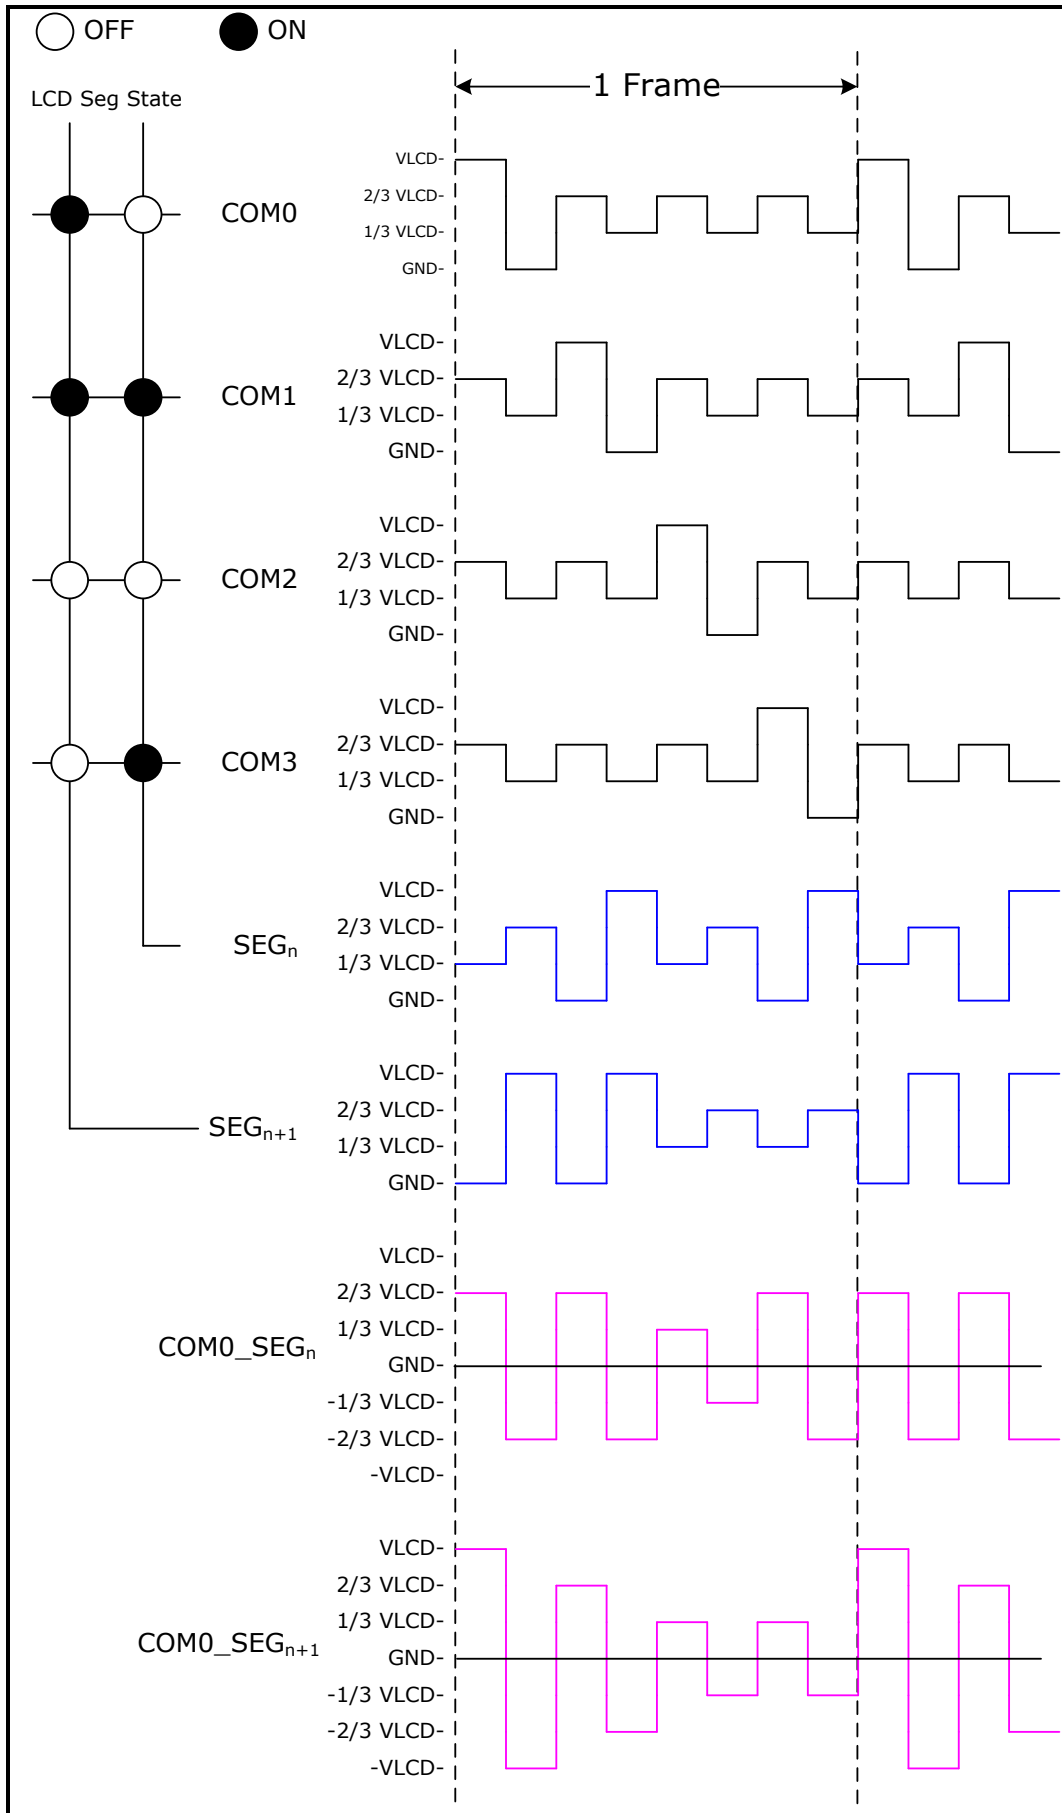 OFF ON
1 Frame
LCD Seg State
COM0
VLCD-
2/3 VLCD-
1/3 VLCD-
GND-
COM1
VLCD-
2/3 VLCD-
1/3 VLCD-
GND-
COM2
VLCD-
2/3 VLCD-
1/3 VLCD-
GND-
COM3
VLCD-
2/3 VLCD-
1/3 VLCD-
GND-
SEGn
VLCD-
2/3 VLCD-
1/3 VLCD-
GND-
SEGn+1
VLCD-
2/3 VLCD-
1/3 VLCD-
GND-
COM0_SEGn
VLCD-
2/3 VLCD-
1/3 VLCD-
GND-
-1/3 VLCD-
-2/3 VLCD-
-VLCD-
COM0_SEGn+1
VLCD-
2/3 VLCD-
1/3 VLCD-
GND-
-1/3 VLCD-
-2/3 VLCD-
-VLCD-